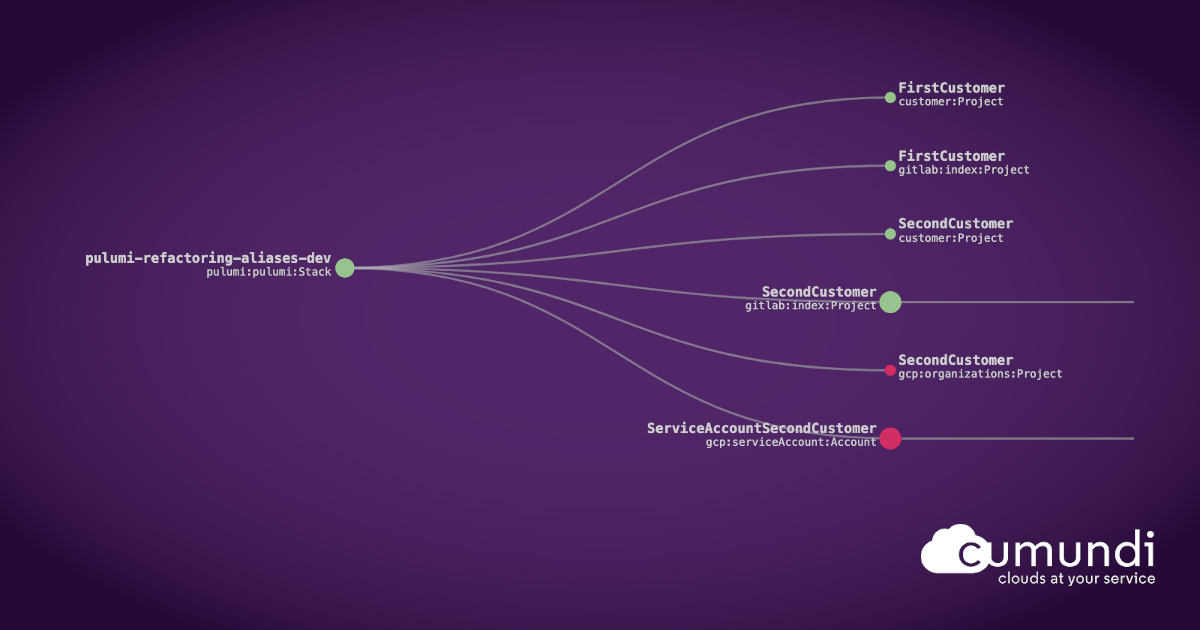 FirstCustomer
customer:Project
FirstCustomer
gitlab:index:Project
SecondCustomer
customer:Project
pulumi-refactoring-aliases-dev
pulumi:pulumi:Stack
SecondCustomer
gitlab:index:Project
SecondCustomer
gcp:organizations:Project
ServiceAccountSecondCustomer
gcp:serviceAccount:Account
cumundi
clouds at your service